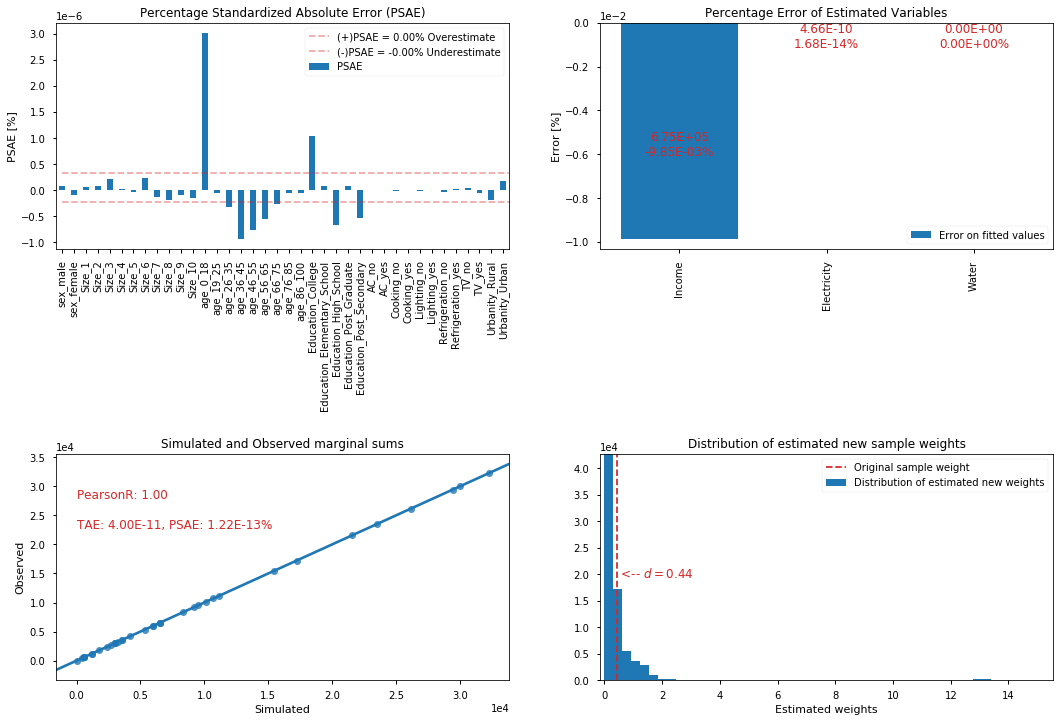 Percentage Standardized Absolute Error (PSAE)
1e−6
(+)PSAE = 0.00% Overestimate
(-)PSAE = -0.00% Underestimate
PSAE
PSAE [%]
3.0
2.5
2.0
1.5
1.0
0.5
0.0
−0.5
−1.0
sex_male
sex_female
Size_1
Size_2
Size_3
Size_4
Size_5
Size_6
Size_7
Size_8
Size_9
Size_10
age_0_18
age_19_25
age_26_35
age_36_45
age_46_55
age_56_65
age_66_75
age_76_85
age_86_100
Education_College
Education_Elementary_School
Education_High_School
Education_Post_Graduate
Education_Post_Secondary
AC_no
AC_yes
Cooking_no
Cooking_yes
Lighting_no
Lighting_yes
Refrigeration_no
Refrigeration_yes
TV_no
TV_yes
Urbanity_Rural
Urbanity_Urban
Percentage Error of Estimated Variables
1e−2
Error [%]
0.0
−0.2
−0.4
−0.6
−0.8
−1.0
4.66E-10
1.68E-14%
0.00E+00
0.00E+00%
Error on fitted values
Income
Electricity
Water
Simulated and Observed marginal sums
1e4
Observed
3.5
3.0
2.5
2.0
1.5
1.0
0.5
0.0
PearsonR: 1.00
TAE: 4.00E-11, PSAE: 1.22E-13%
0.0
0.5
1.0
1.5
2.0
2.5
3.0
Simulated
1e4
Distribution of estimated new sample weights
1e4
4.0
3.5
3.0
2.5
2.0
1.5
1.0
0.5
0.0
Original sample weight
Distribution of estimated new weights
<-- d = 0.44
0
2
4
6
8
10
12
14
Estimated weights